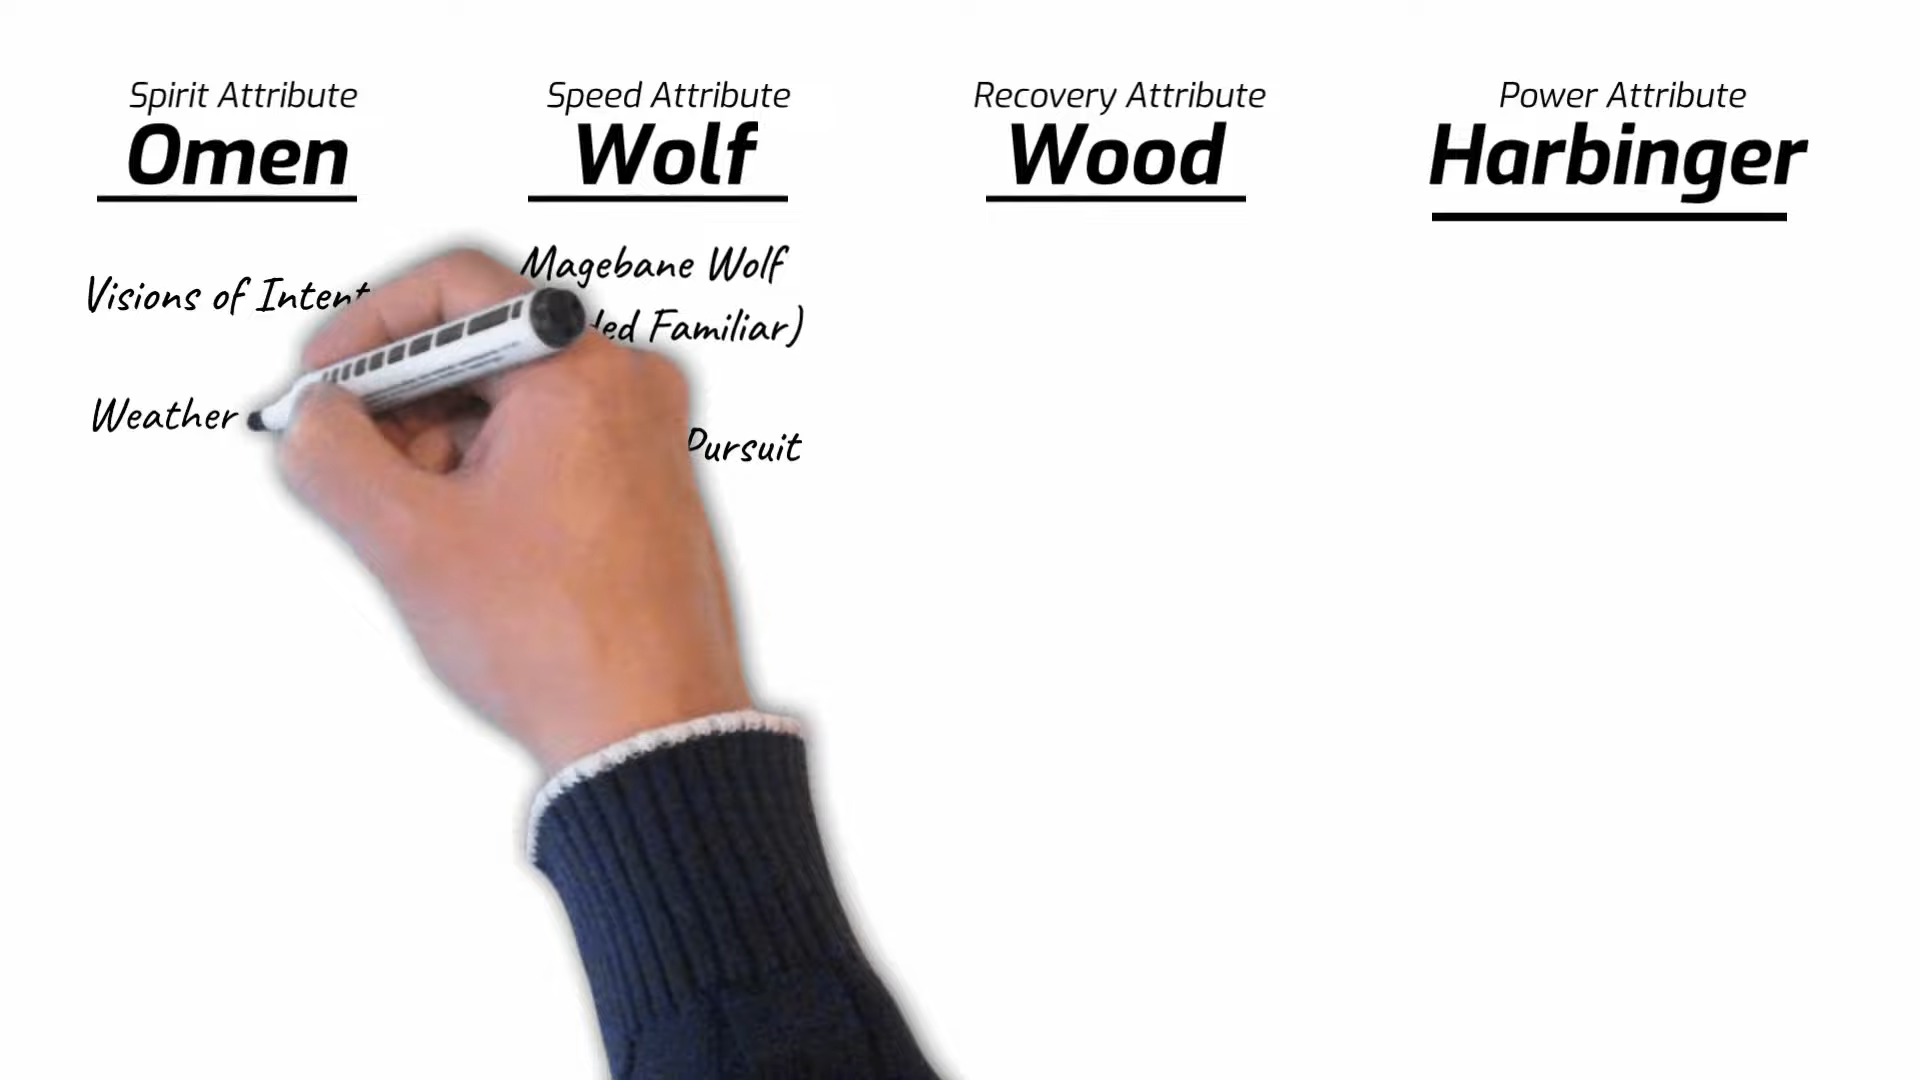 Spirit Attribute
Omen
Visions of Intent
Weather
Speed Attribute
Wolf
Magebane Wolf
Familiar)
Pursuit
Recovery Attribute
Wood
Power Attribute
Harbinger